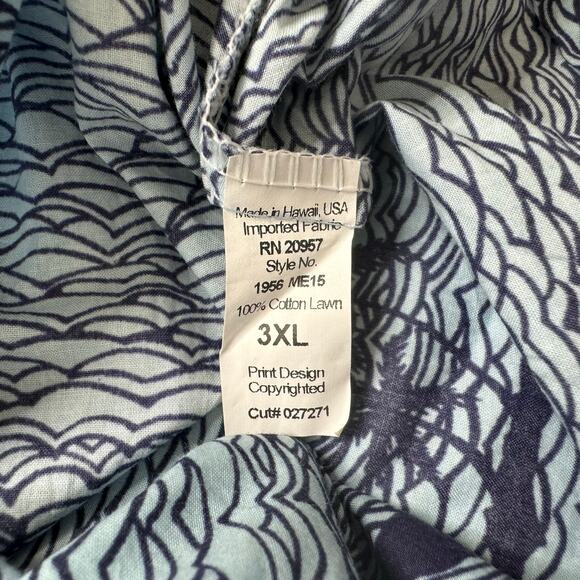 Made in Hawaii, USA
Imported Fabric
RN 20957
Style No.
1956 ME15
100% Cotton Lawn
3XL
Print Design
Copyrighted
Cut# 027271